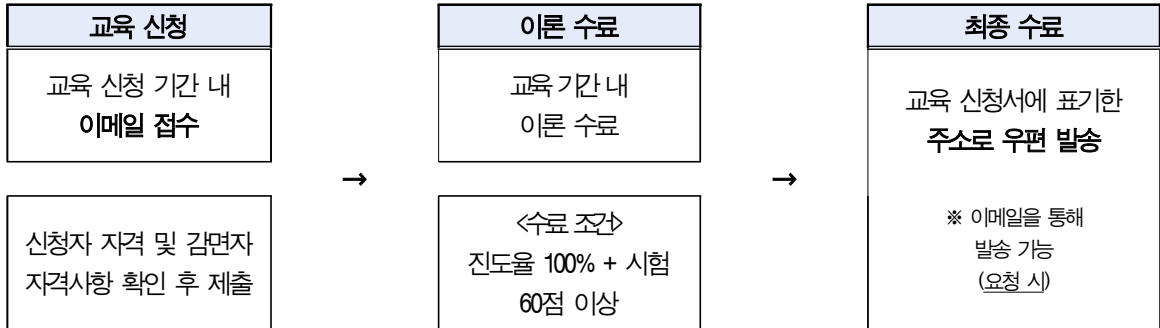 교육 신청
교육 신청 기간 내
이메일 접수
신청자 자격 및 감면자
자격사항 확인 후 제출
→
이론 수료
교육 기간 내
이론 수료
<수료 조건>
진도율 100% + 시험
60점 이상
→
최종 수료
교육 신청서에 표기한
주소로 우편 발송
※ 이메일을 통해
발송 가능
(요청 시)